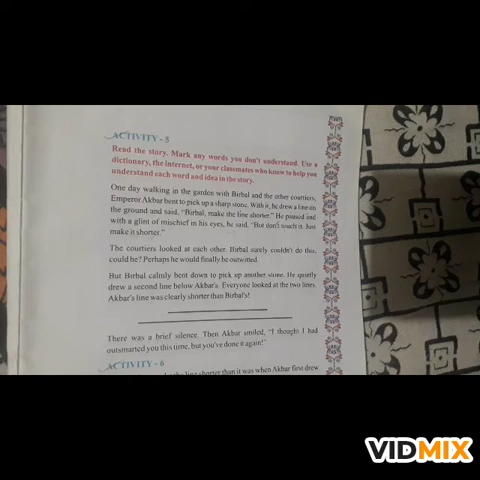 ACTIVITY - 5
Read the story. Mark any words you don't understand. Use a
dictionary, the internet, or your classmates who know to help you
understand each word and idea in the story.
One day walking in the garden with Birbal and the other courtiers,
Emperor Akbar bent to pick up a sharp stone. With it, he drew a line on
the ground and said, "Birbal, make the line shorter." He paused and
with a glint of mischief in his eyes, he said, "But don't touch it. Just
make it shorter."
The courtiers looked at each other. Birbal surely couldn't do this,
could he? Perhaps he would finally be outwitted.
But Birbal calmly bent down to pick up another stone. He quietly
drew a second line below Akbar's. Everyone looked at the two lines.
Akbar's line was clearly shorter than Birbal's!
There was a brief silence. Then Akbar smiled, "I thought I had
outsmarted you this time, but you've done it again!"
ACTIVITY - 6
the line shorter than it was when Akbar first drew
VIDMIX